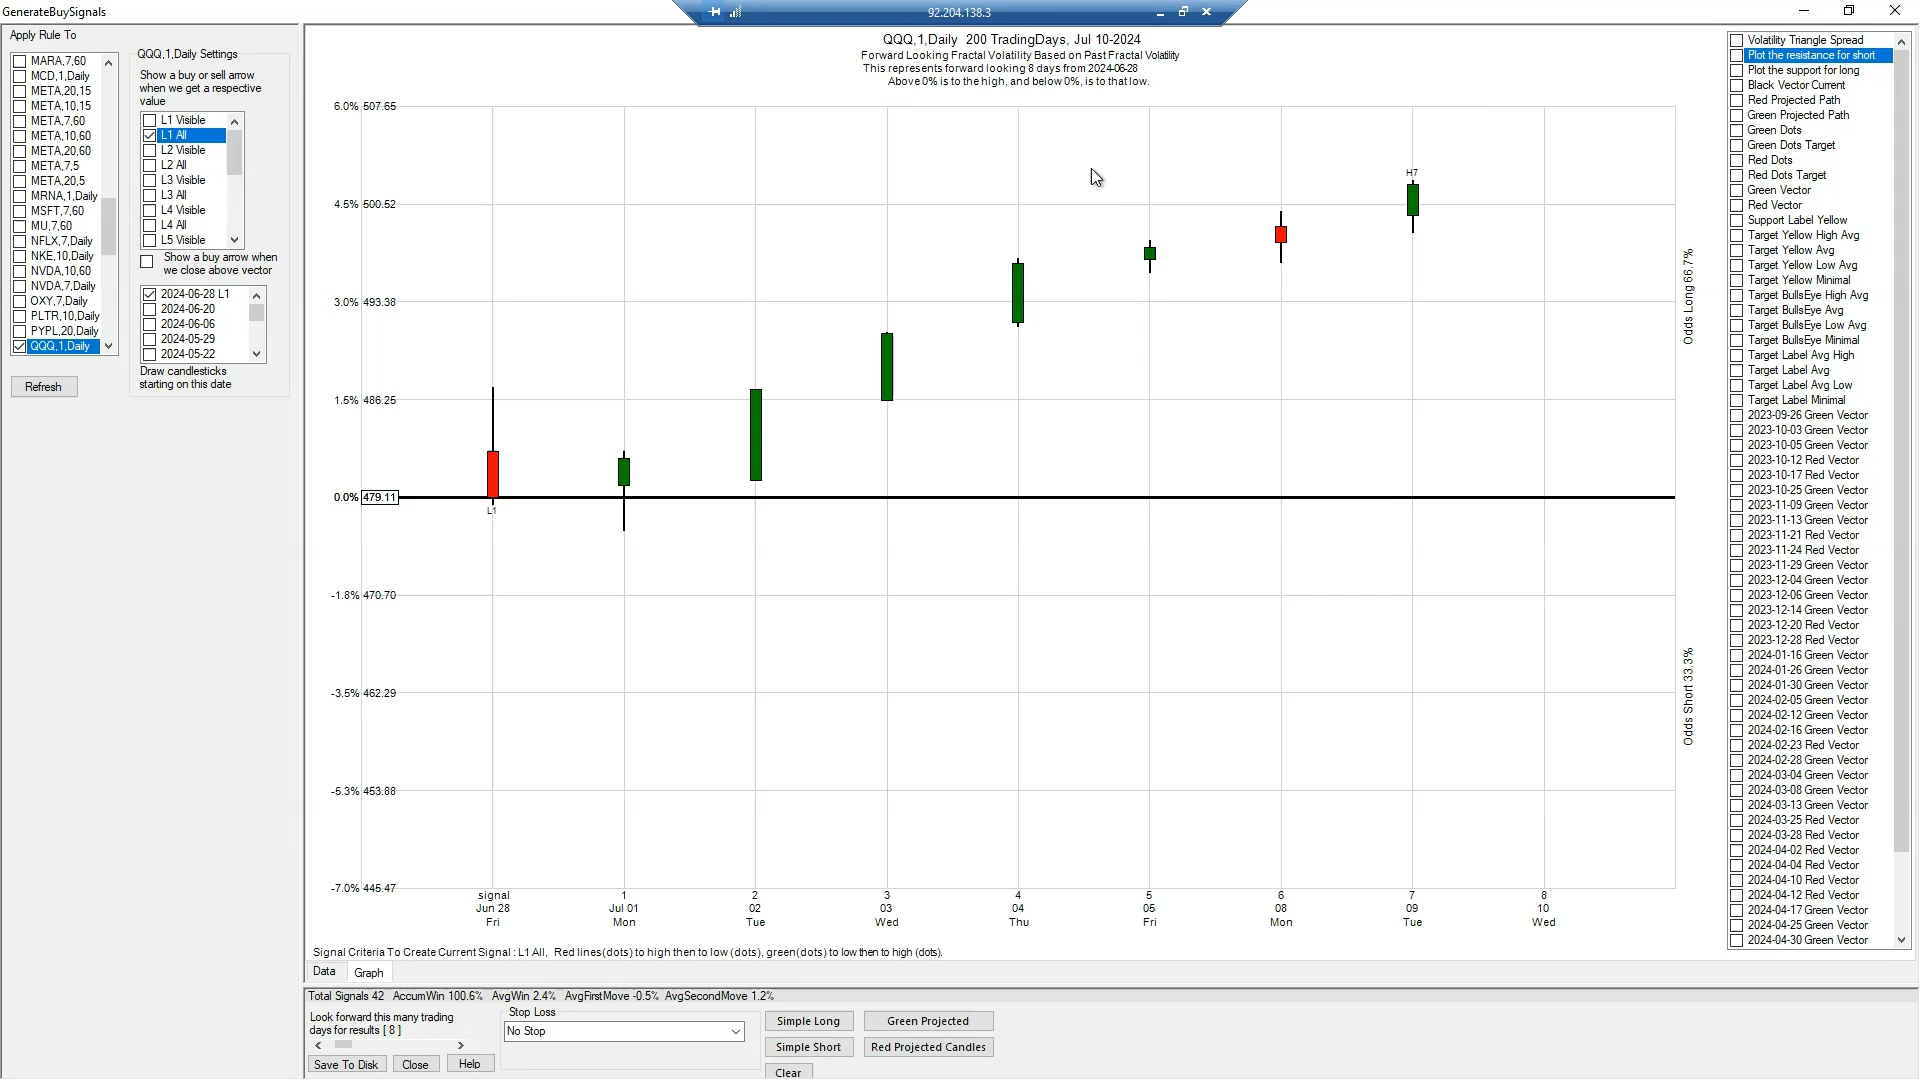 GenerateBuySignals
92.204.138.3
Apply Rule To
MARA,7,60
MCD,1,Daily
META,20,15
META,10,15
META,7,60
META,10,60
META,20,60
META,7,5
META,20,5
MRNA,1,Daily
MSFT,7,60
MU,7,60
NFLX,7,Daily
NKE,10,Daily
NVDA,10,60
NVDA,7,Daily
OXY,7,Daily
PLTR,10,Daily
PYPL,20,Daily
QQQ,1,Daily
Refresh
QQQ,1,Daily Settings
Show a buy or sell arrow
when we get a respective
value
L1 Visible
L1 All
L2 Visible
L2 All
L3 Visible
L3 All
L4 Visible
L4 All
L5 Visible
Show a buy arrow when
we close above vector
2024-06-28 L1
2024-06-20
2024-06-06
2024-05-29
2024-05-22
Draw candlesticks
starting on this date
QQQ,1,Daily 200 TradingDays, Jul 10-2024
Forward Looking Fractal Volatility Based on Past Fractal Volatility
This represents forward looking 8 days from 2024-06-28
Above 0% is to the high, and below 0%, is to that low.
6.0% 507.65
4.5% 500.52
3.0% 493.38
1.5% 486.25
0.0% 479.11
-1.8% 470.70
-3.5% 462.29
-5.3% 453.88
-7.0% 445.47
H7
L1
Odds Long 66.7%
Odds Short 33.3%
signal 1 2 3 4 5 6 7 8
Jun 28 Jul 01 02 03 04 05 08 09 10
Fri Mon Tue Wed Thu Fri Mon Tue Wed
Signal Criteria To Create Current Signal : L1 All, Red lines(dots) to high then to low (dots), green(dots) to low then to high (dots).
Data Graph
Total Signals 42 AccumWin 100.6% AvgWin 2.4% AvgFirstMove -0.5% AvgSecondMove 1.2%
Look forward this many trading
days for results [ 8 ]
Save To Disk Close Help
Stop Loss
No Stop
Simple Long Green Projected
Simple Short Red Projected Candles
Clear
Volatility Triangle Spread
Plot the resistance for short
Plot the support for long
Black Vector Current
Red Projected Path
Green Projected Path
Green Dots
Green Dots Target
Red Dots
Red Dots Target
Green Vector
Red Vector
Support Label Yellow
Target Yellow High Avg
Target Yellow Avg
Target Yellow Low Avg
Target Yellow Minimal
Target BullsEye High Avg
Target BullsEye Avg
Target BullsEye Low Avg
Target BullsEye Minimal
Target Label Avg High
Target Label Avg
Target Label Avg Low
Target Label Minimal
2023-09-26 Green Vector
2023-10-03 Green Vector
2023-10-05 Green Vector
2023-10-12 Red Vector
2023-10-17 Red Vector
2023-10-25 Green Vector
2023-11-09 Green Vector
2023-11-13 Green Vector
2023-11-21 Red Vector
2023-11-24 Red Vector
2023-11-29 Green Vector
2023-12-04 Green Vector
2023-12-06 Green Vector
2023-12-14 Green Vector
2023-12-20 Red Vector
2023-12-28 Red Vector
2024-01-16 Green Vector
2024-01-26 Green Vector
2024-01-30 Green Vector
2024-02-05 Green Vector
2024-02-12 Green Vector
2024-02-16 Green Vector
2024-02-23 Red Vector
2024-02-28 Green Vector
2024-03-04 Green Vector
2024-03-08 Green Vector
2024-03-13 Green Vector
2024-03-25 Red Vector
2024-03-28 Red Vector
2024-04-02 Red Vector
2024-04-04 Red Vector
2024-04-10 Red Vector
2024-04-12 Red Vector
2024-04-17 Green Vector
2024-04-25 Green Vector
2024-04-30 Green Vector